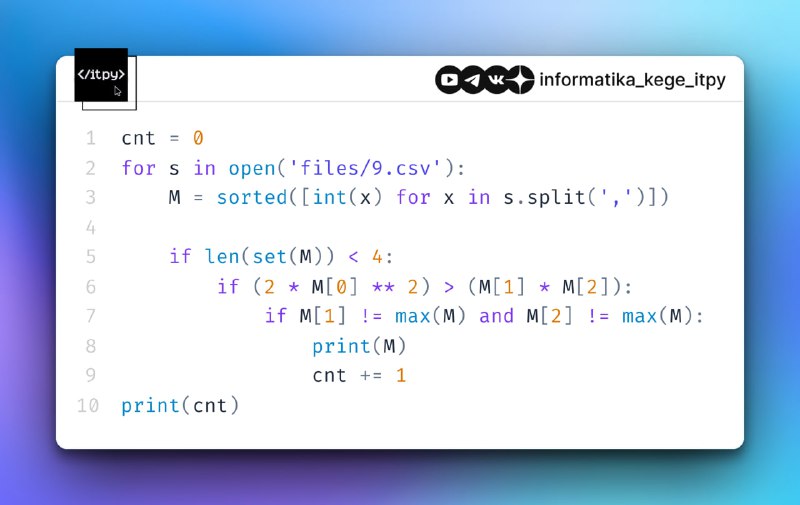 </itpy>
informatika_kege_itpy
1 cnt = 0
2 for s in open('files/9.csv'):
3     M = sorted([int(x) for x in s.split(',')])
4
5     if len(set(M)) < 4:
6         if (2 * M[0] ** 2) > (M[1] * M[2]):
7             if M[1] != max(M) and M[2] != max(M):
8                 print(M)
9                 cnt += 1
10 print(cnt)